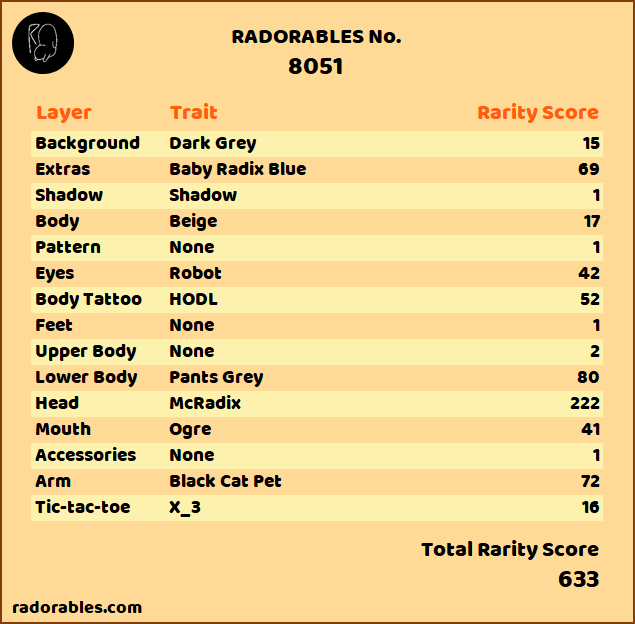 RADORABLES No.
8051
Layer Trait Rarity Score
Background Dark Grey 15
Extras Baby Radix Blue 69
Shadow Shadow 1
Body Beige 17
Pattern None 1
Eyes Robot 42
Body Tattoo HODL 52
Feet None 1
Upper Body None 2
Lower Body Pants Grey 80
Head McRadix 222
Mouth Ogre 41
Accessories None 1
Arm Black Cat Pet 72
Tic-tac-toe X_3 16
Total Rarity Score
633
radorables.com